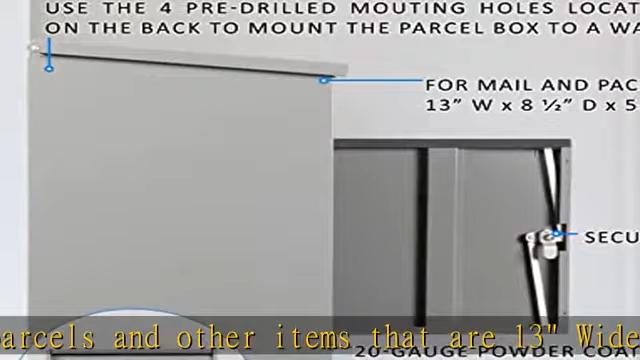 USE THE 4 PRE-DRILLED MOUTING HOLES LOCAT
ON THE BACK TO MOUNT THE PARCEL BOX TO A WA
FOR MAIL AND PAC
13” W x 8 ½” D x 5
SECU
arcels and other items that are 13" Wide
20-GAUGE POWDER COAT